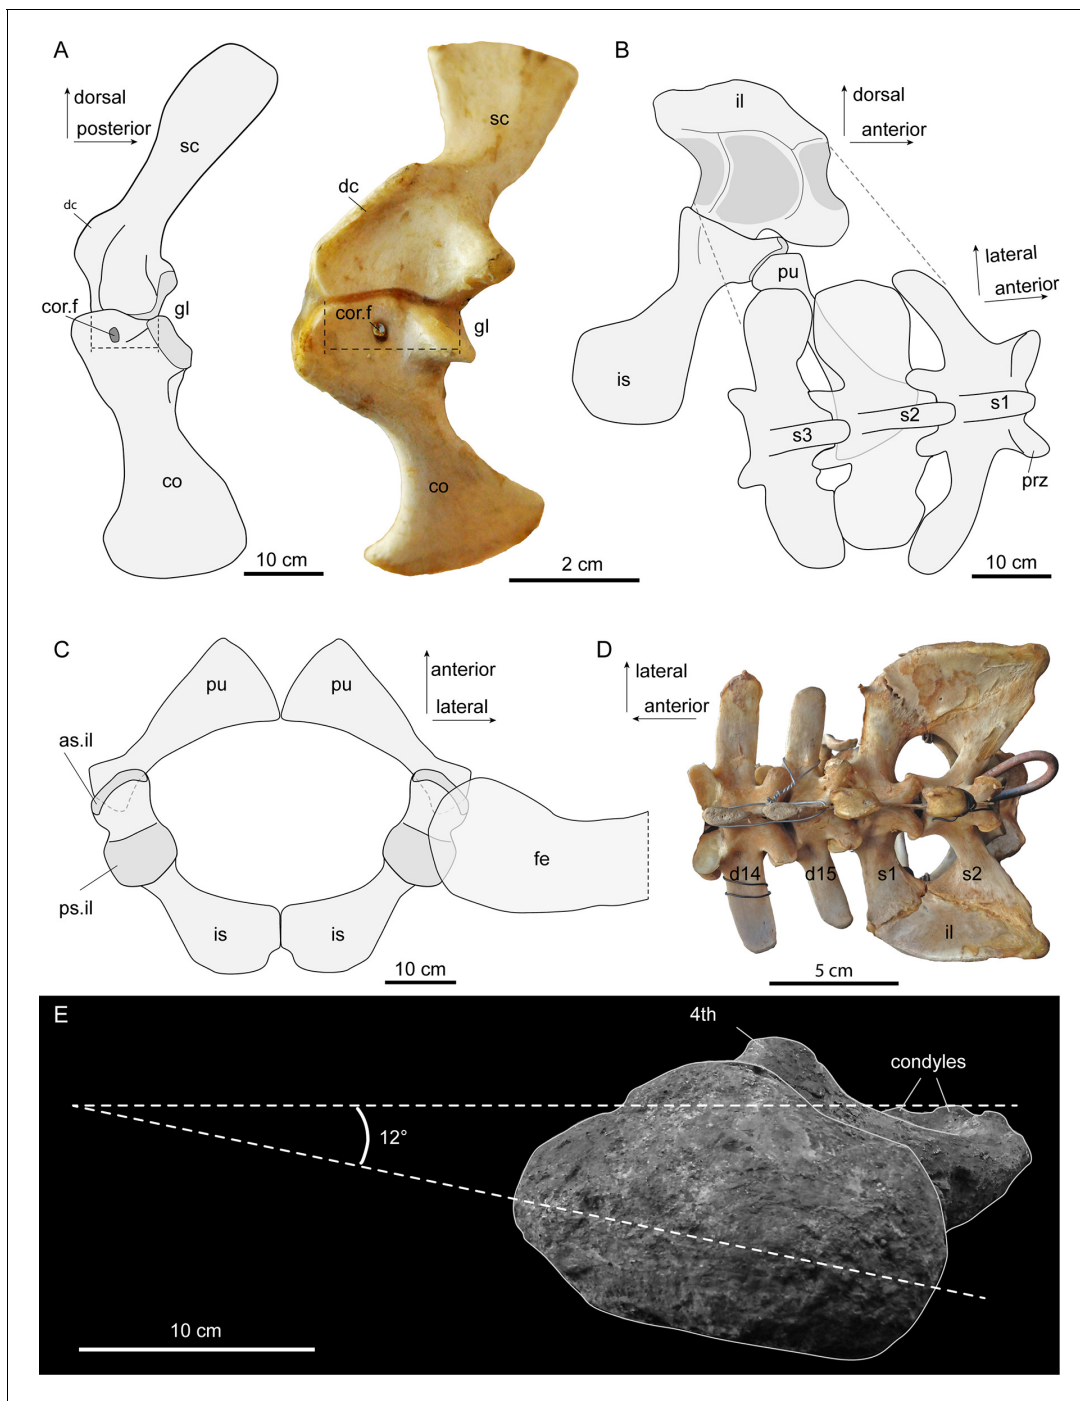 A
dorsal
posterior
sc
dc
cor.f
gl
co
10 cm
sc
dc
cor.f
gl
co
2 cm
B
il
dorsal
anterior
pu
is
lateral
anterior
s1
s2
s3
prz
10 cm
C
pu
pu
anterior
lateral
as.il
ps.il
fe
is
is
10 cm
D
lateral
anterior
d14
d15
s1
s2
il
5 cm
E
4th
condyles
12°
10 cm